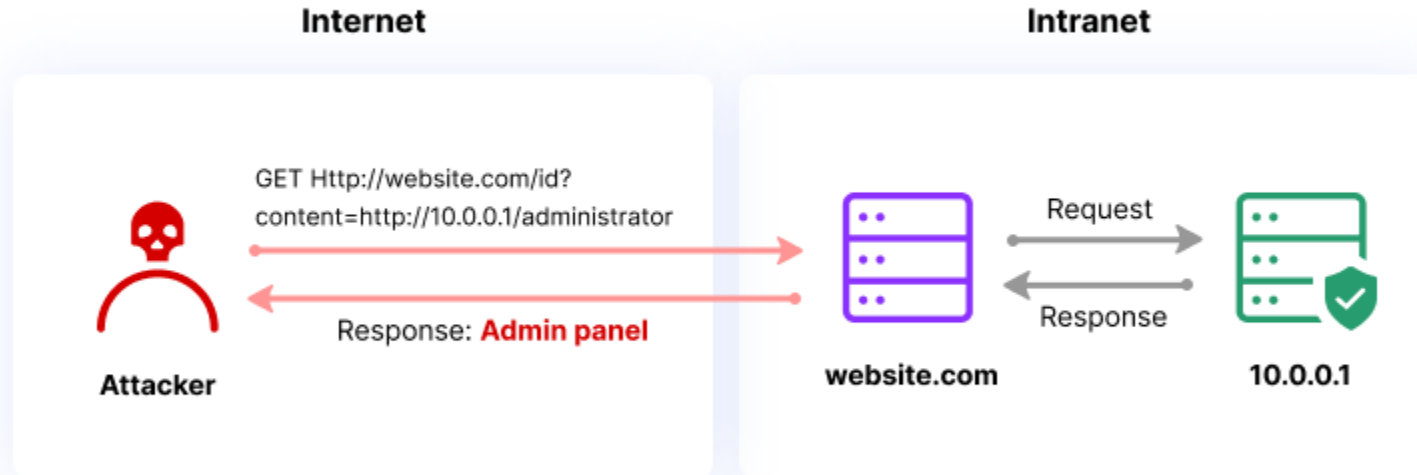 Internet
Intranet
GET Http://website.com/id?
content=http://10.0.0.1/administrator
Request
Response
Response: Admin panel
Attacker
website.com
10.0.0.1